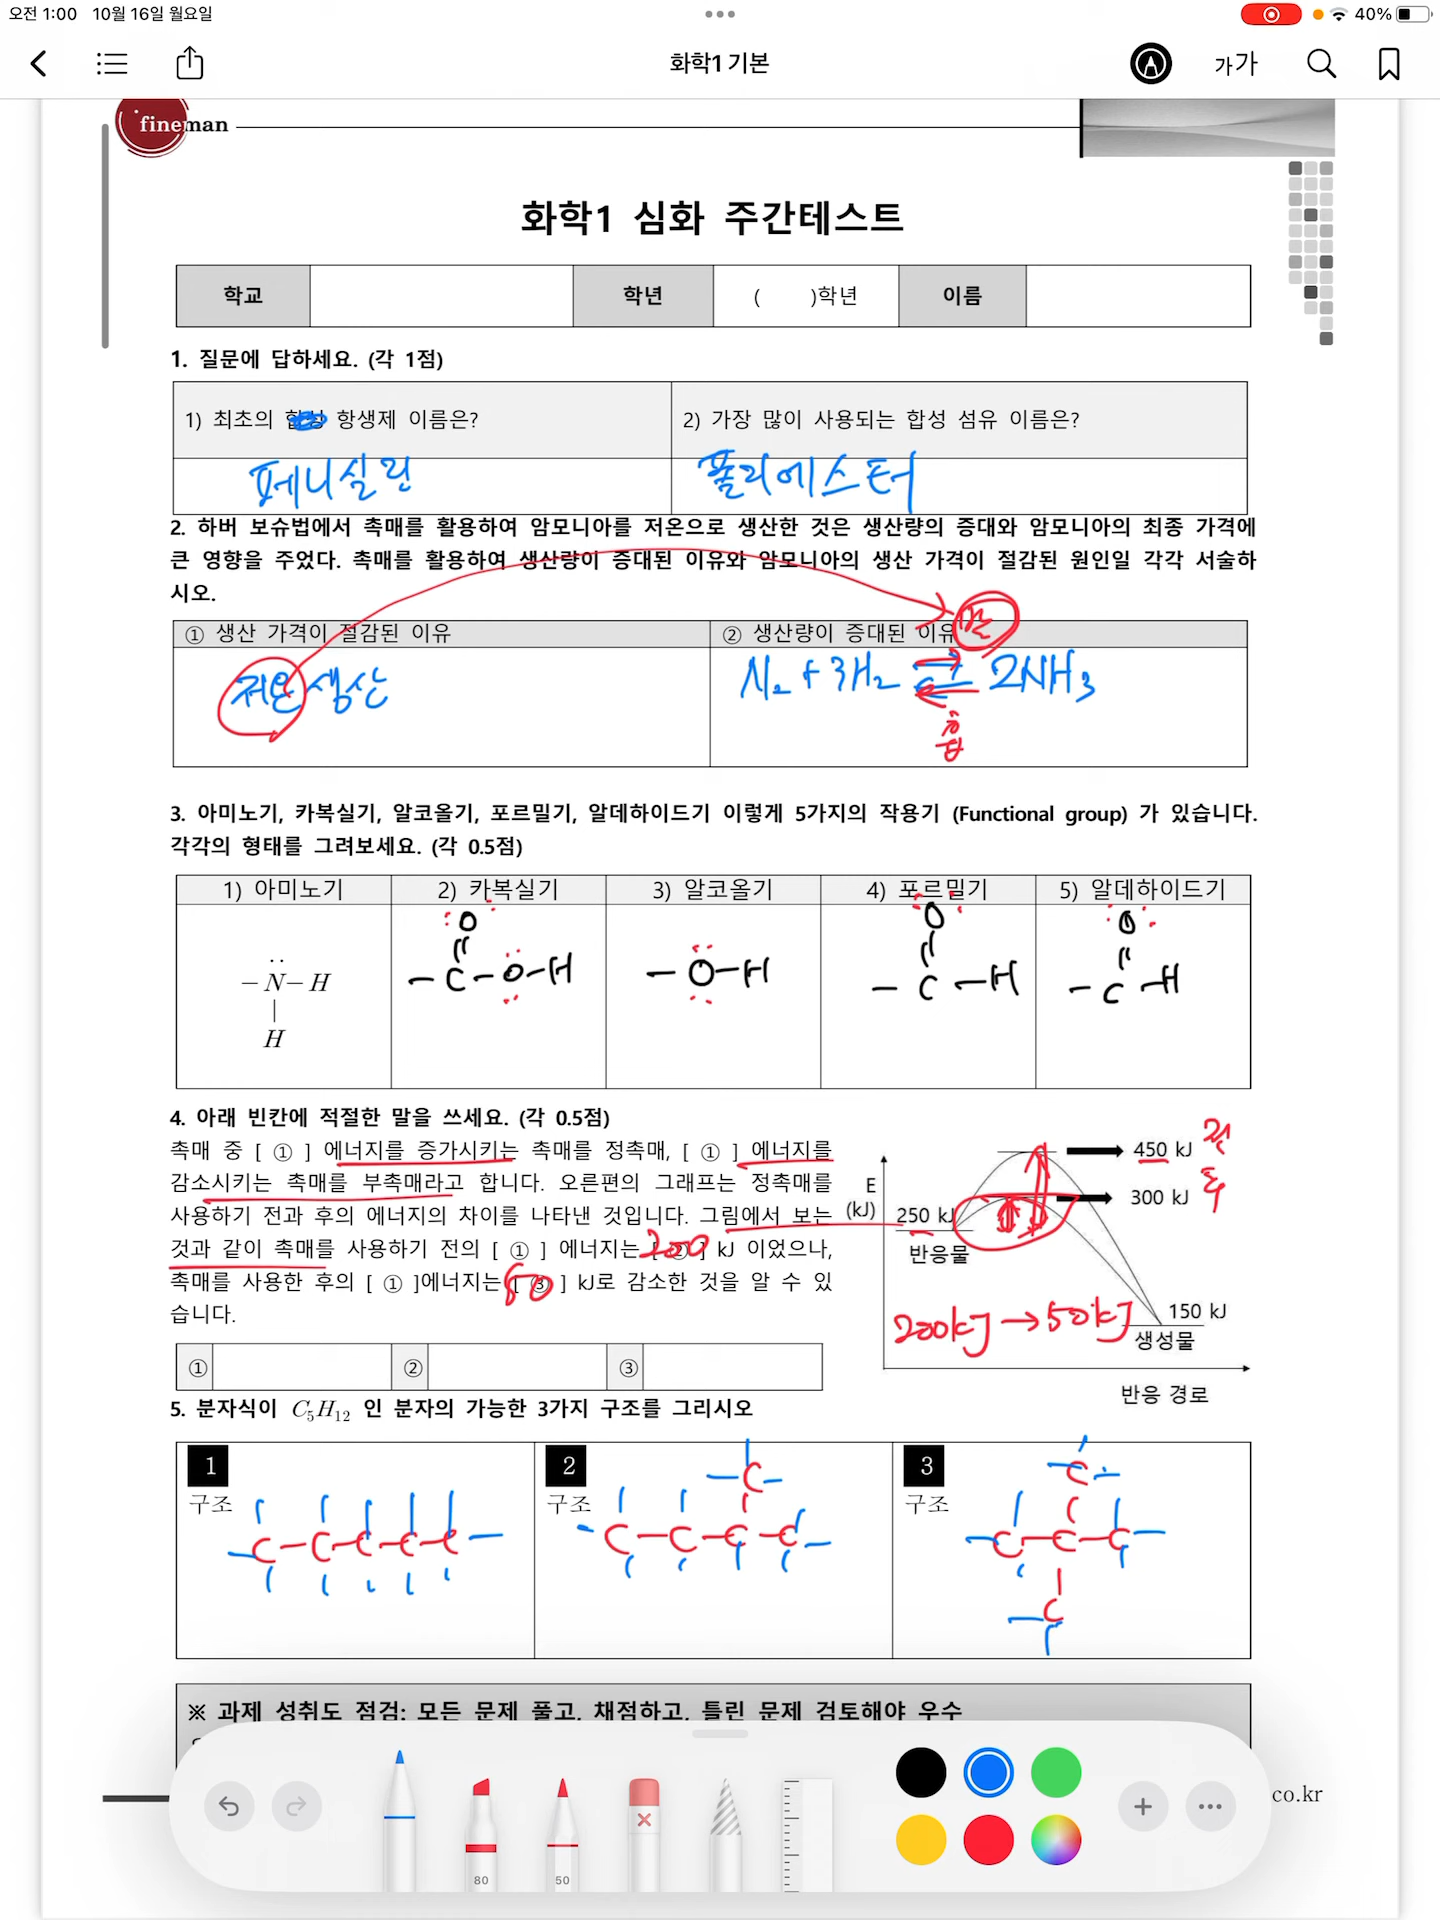 오전 1:00 10월 16일 월요일
40%
화학1 기본
가가
fineman
화학1 심화 주간테스트
학교 학년 ( )학년 이름
1. 질문에 답하세요. (각 1점)
1) 최초의 합성 항생제 이름은? 2) 가장 많이 사용되는 합성 섬유 이름은?
페니실린 폴리에스터
2. 하버 보슈법에서 촉매를 활용하여 암모니아를 저온으로 생산한 것은 생산량의 증대와 암모니아의 최종 가격에
큰 영향을 주었다. 촉매를 활용하여 생산량이 증대된 이유와 암모니아의 생산 가격이 절감된 원인일 각각 서술하
시오.
① 생산 가격이 절감된 이유 ② 생산량이 증대된 이유 발
저온 생산 N₂ + 3H₂ ⇄ 2NH₃
흡
3. 아미노기, 카복실기, 알코올기, 포르밀기, 알데하이드기 이렇게 5가지의 작용기 (Functional group) 가 있습니다.
각각의 형태를 그려보세요. (각 0.5점)
1) 아미노기 2) 카복실기 3) 알코올기 4) 포르밀기 5) 알데하이드기
O O O
– N – H – C – O – H – O – H – C – H – C – H
H
4. 아래 빈칸에 적절한 말을 쓰세요. (각 0.5점)
촉매 중 [ ① ] 에너지를 증가시키는 촉매를 정촉매, [ ① ] 에너지를
감소시키는 촉매를 부촉매라고 합니다. 오른편의 그래프는 정촉매를
사용하기 전과 후의 에너지의 차이를 나타낸 것입니다. 그림에서 보는
것과 같이 촉매를 사용하기 전의 [ ① ] 에너지는 [ ② ] kJ 이었으나,
200
촉매를 사용한 후의 [ ① ]에너지는 [ ③ ] kJ로 감소한 것을 알 수 있
50
습니다.
① ② ③
E
(kJ)
450 kJ 전
300 kJ 후
250 kJ
반응물
150 kJ
생성물
200kJ → 50kJ
반응 경로
5. 분자식이 C₅H₁₂ 인 분자의 가능한 3가지 구조를 그리시오
1 2 3
구조 구조 구조
C C
C – C – C – C – C C – C – C – C C – C – C
C
※ 과제 성취도 점검: 모든 문제 풀고, 채점하고, 틀린 문제 검토해야 우수
co.kr
80 50